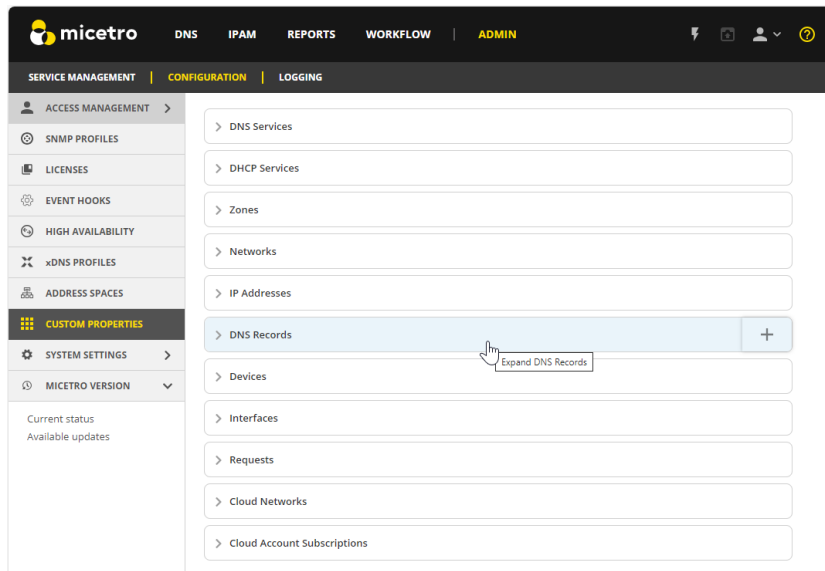 micetro DNS IPAM REPORTS WORKFLOW | ADMIN
SERVICE MANAGEMENT | CONFIGURATION | LOGGING
ACCESS MANAGEMENT
SNMP PROFILES
LICENSES
EVENT HOOKS
HIGH AVAILABILITY
xDNS PROFILES
ADDRESS SPACES
CUSTOM PROPERTIES
SYSTEM SETTINGS
MICETRO VERSION
Current status
Available updates
DNS Services
DHCP Services
Zones
Networks
IP Addresses
DNS Records
Expand DNS Records
Devices
Interfaces
Requests
Cloud Networks
Cloud Account Subscriptions